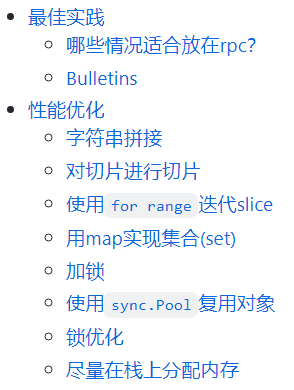 最佳实践
哪些情况适合放在rpc？
Bulletins
性能优化
字符串拼接
对切片进行切片
使用 for range 迭代slice
用map实现集合(set)
加锁
使用 sync.Pool 复用对象
锁优化
尽量在栈上分配内存